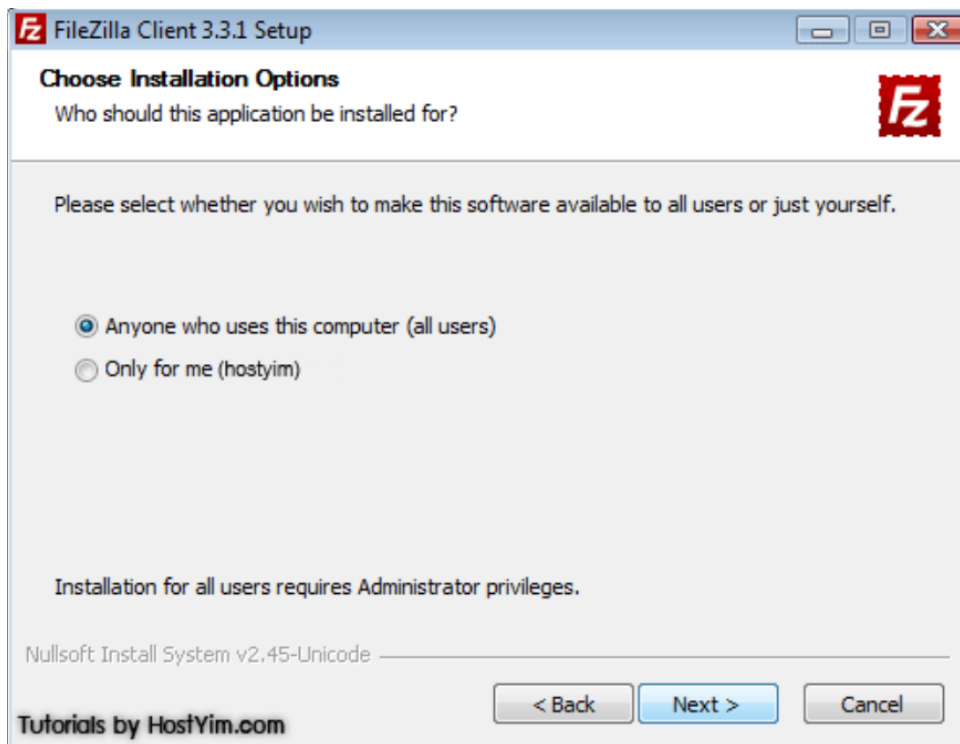 FZ FileZilla Client 3.3.1 Setup
Choose Installation Options
Who should this application be installed for?
FZ
Please select whether you wish to make this software available to all users or just yourself.
Anyone who uses this computer (all users)
Only for me (hostyim)
Installation for all users requires Administrator privileges.
Nullsoft Install System v2.45-Unicode
< Back Next > Cancel
Tutorials by HostYim.com